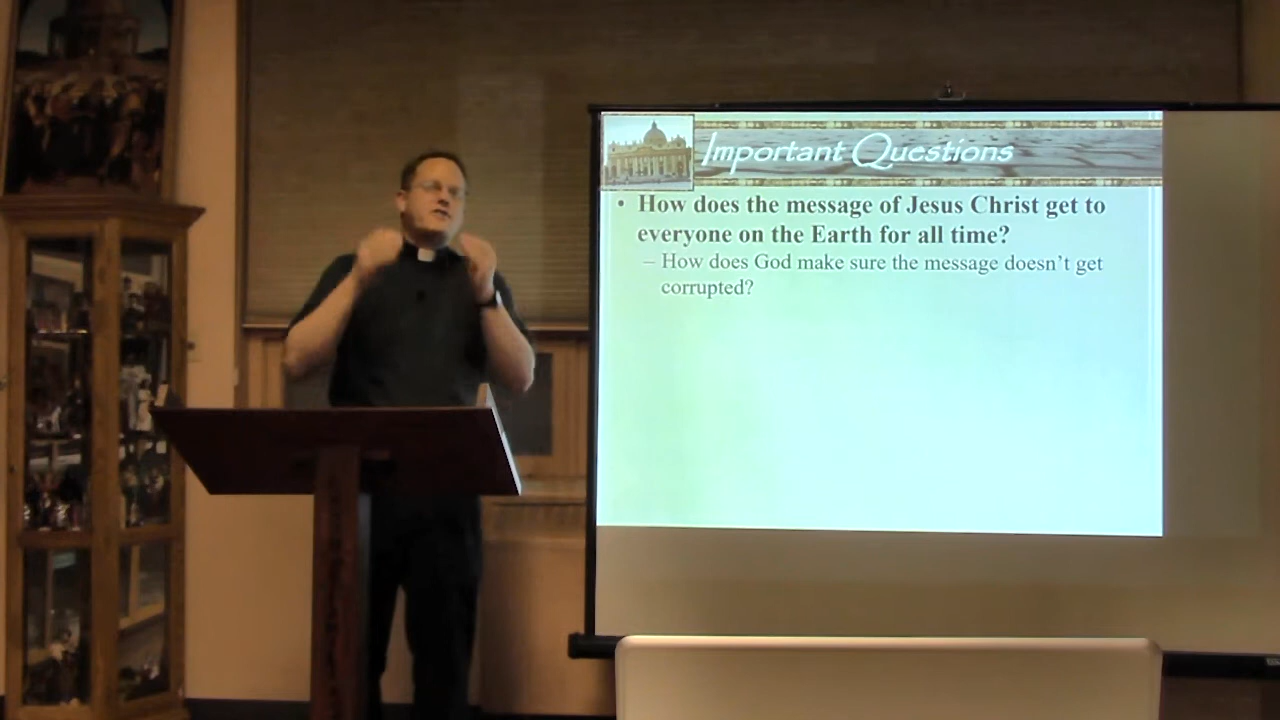 Important Questions
• How does the message of Jesus Christ get to
everyone on the Earth for all time?
– How does God make sure the message doesn't get
corrupted?